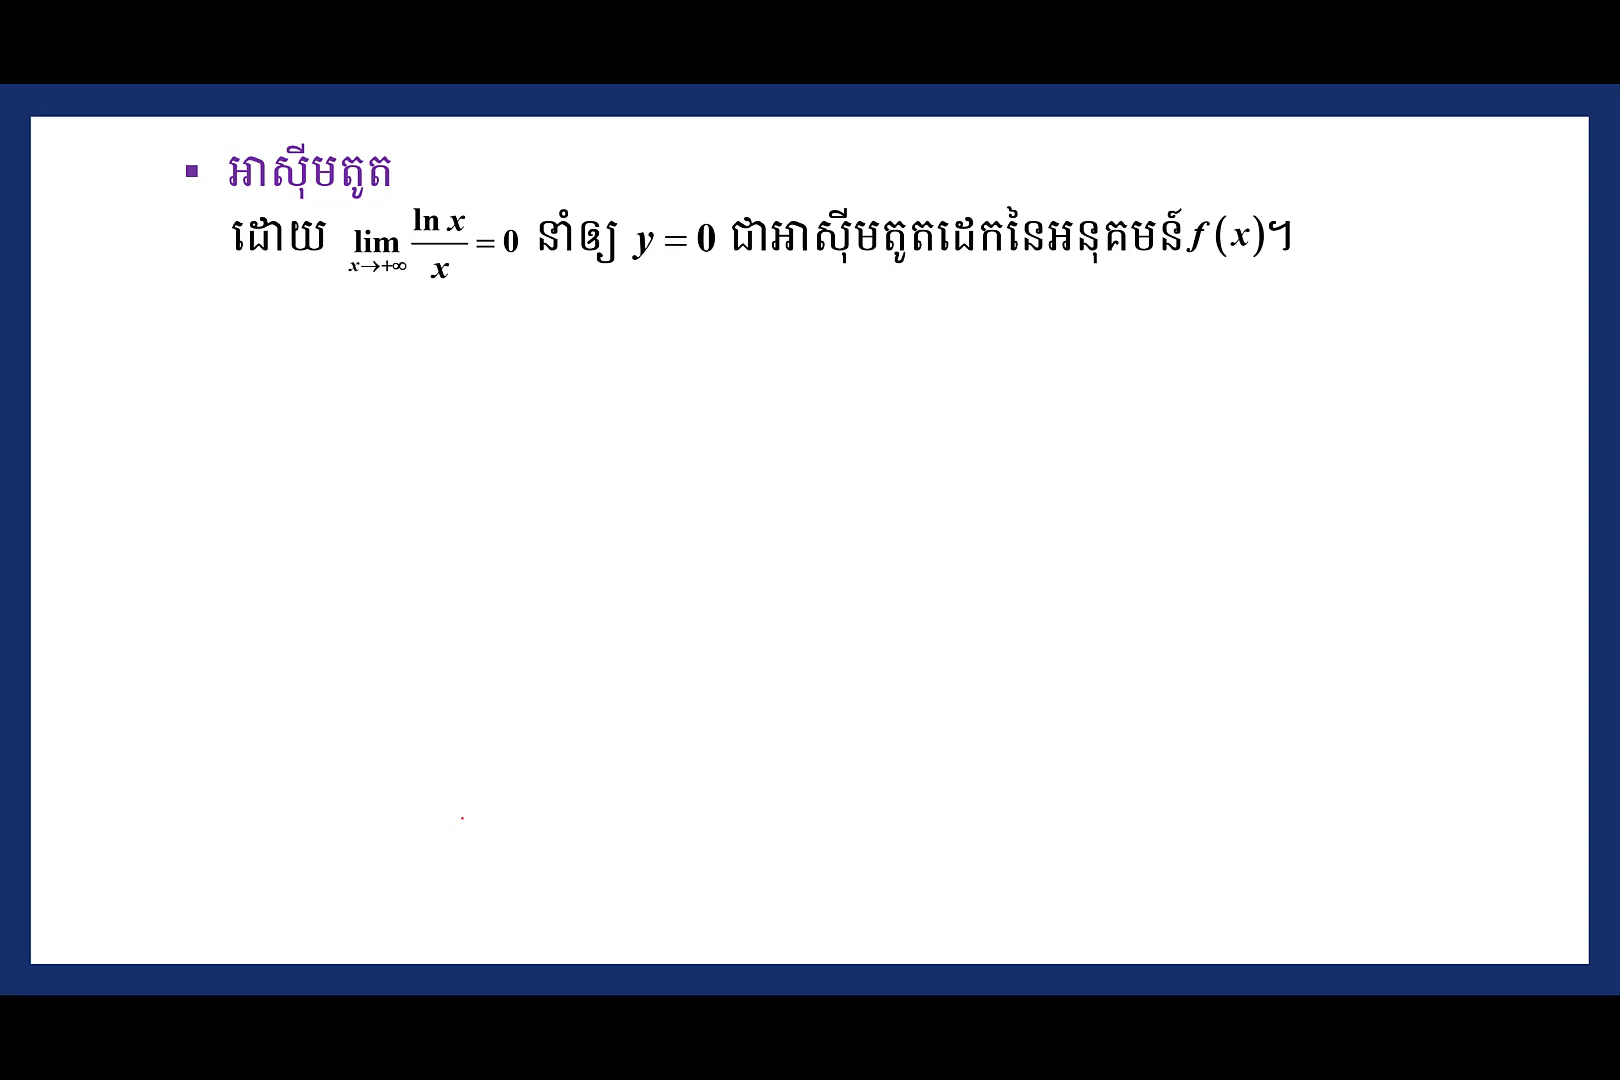 ▪ អាស៊ីមតូត
ដោយ lim x→+∞ ln x / x = 0 នាំឲ្យ y = 0 ជាអាស៊ីមតូតដេកនៃអនុគមន៍ f (x)។